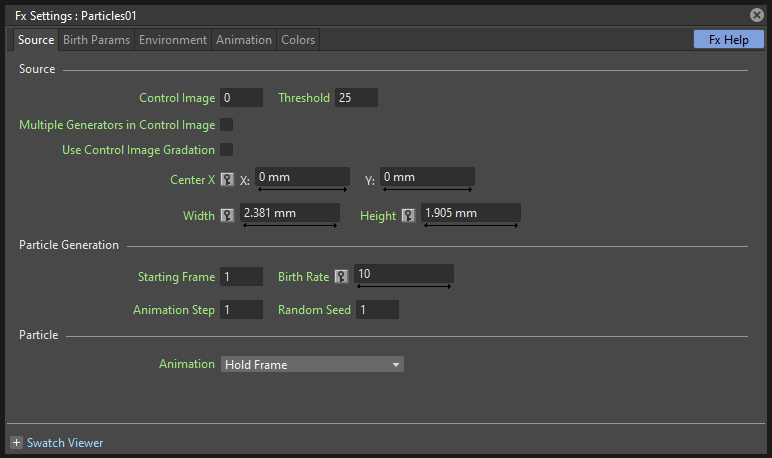 Fx Settings : Particles01
Source Birth Params Environment Animation Colors Fx Help
Source
Control Image 0 Threshold 25
Multiple Generators in Control Image
Use Control Image Gradation
Center X X: 0 mm Y: 0 mm
Width 2.381 mm Height 1.905 mm
Particle Generation
Starting Frame 1 Birth Rate 10
Animation Step 1 Random Seed 1
Particle
Animation Hold Frame
Swatch Viewer